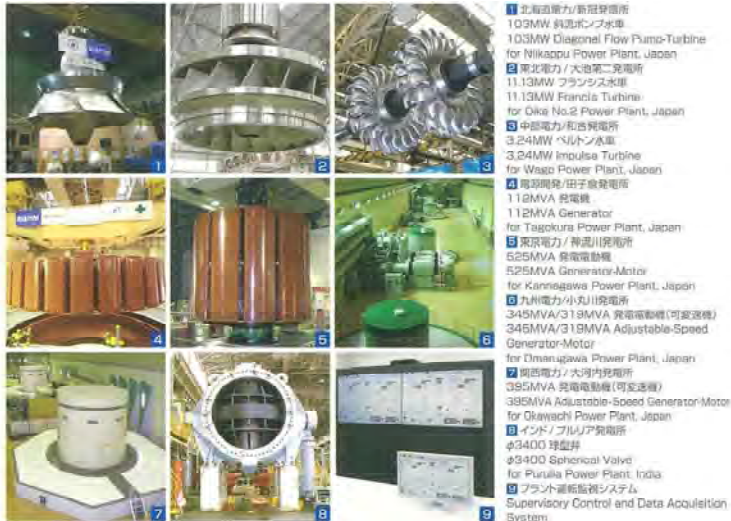 1 北海道電力/新冠発電所
103MW 斜流ポンプ水車
103MW Diagonal Flow Pump-Turbine
for Niikappu Power Plant, Japan
2 東北電力/大池第二発電所
11.13MW フランシス水車
11.13MW Francis Turbine
for Oike No.2 Power Plant, Japan
3 中部電力/和合発電所
3.24MW ペルトン水車
3.24MW Impulse Turbine
for Wago Power Plant, Japan
4 電源開発/田子倉発電所
112MVA 発電機
112MVA Generator
for Tagokura Power Plant, Japan
5 東京電力/神流川発電所
525MVA 発電電動機
525MVA Generator-Motor
for Kannagawa Power Plant, Japan
6 九州電力/小丸川発電所
345MVA/319MVA 発電電動機(可変速機)
345MVA/319MVA Adjustable-Speed
Generator-Motor
for Omarugawa Power Plant, Japan
7 関西電力/大河内発電所
395MVA 発電電動機(可変速機)
395MVA Adjustable-Speed Generator-Motor
for Okawachi Power Plant, Japan
8 インド/プルリア発電所
φ3400 球型弁
φ3400 Spherical Valve
for Purulia Power Plant, India
9 プラント運転監視システム
Supervisory Control and Data Acquisition
System
1
2
3
4
5
6
7
8
9